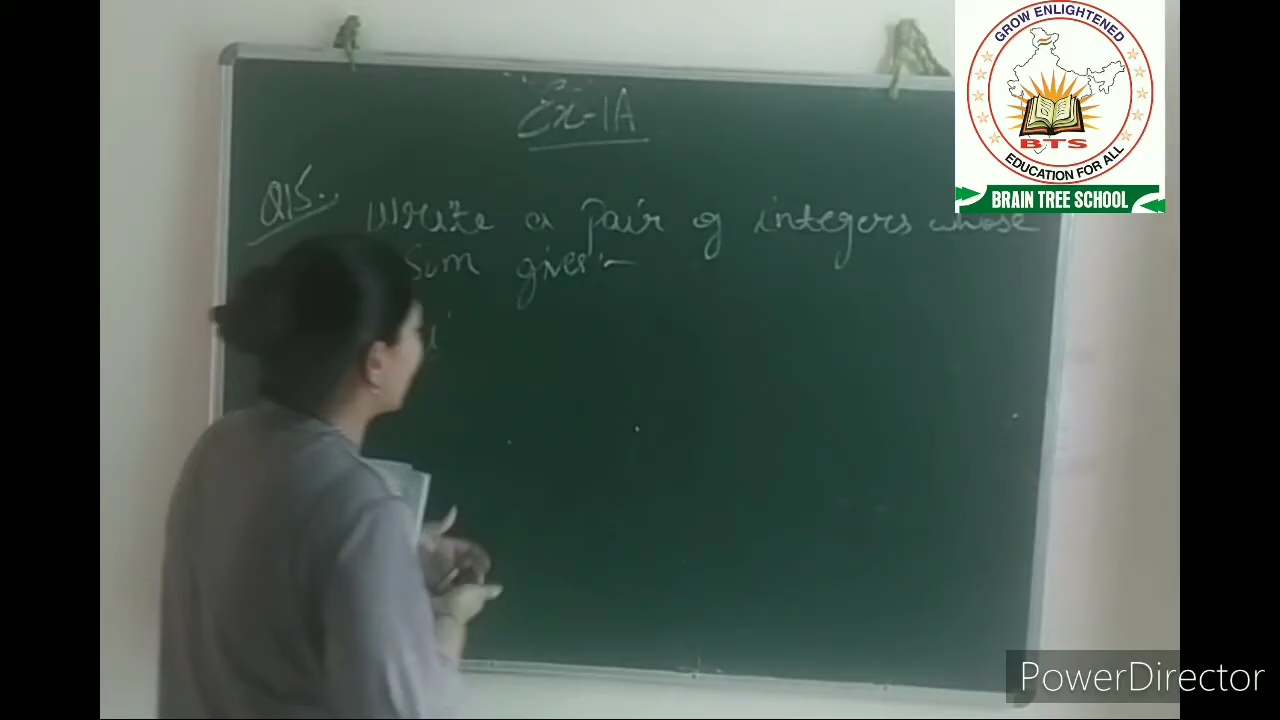 GROW ENLIGHTENED
BTS
EDUCATION FOR ALL
BRAIN TREE SCHOOL
Ex-1A
Q15. Write a pair of integers whose
Sum gives:-
i
PowerDirector